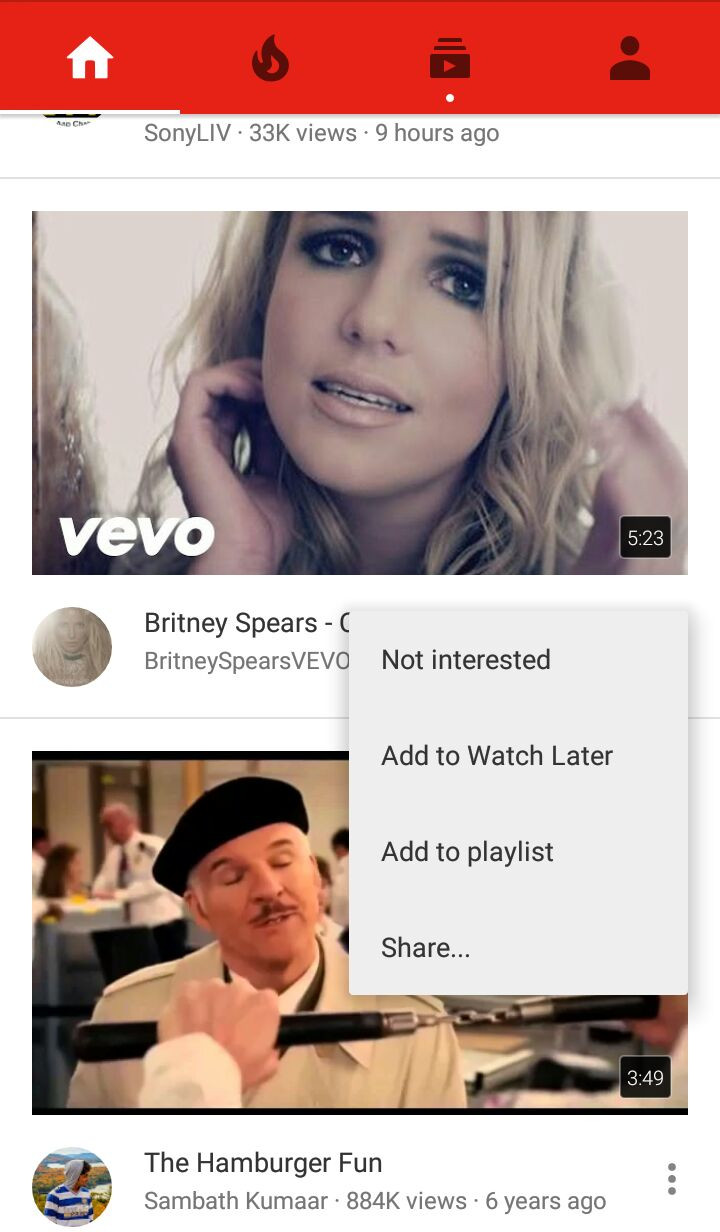 SonyLIV · 33K views · 9 hours ago
vevo
5:23
Britney Spears -
BritneySpearsVEVO
Not interested
Add to Watch Later
Add to playlist
Share...
3:49
The Hamburger Fun
Sambath Kumaar · 884K views · 6 years ago